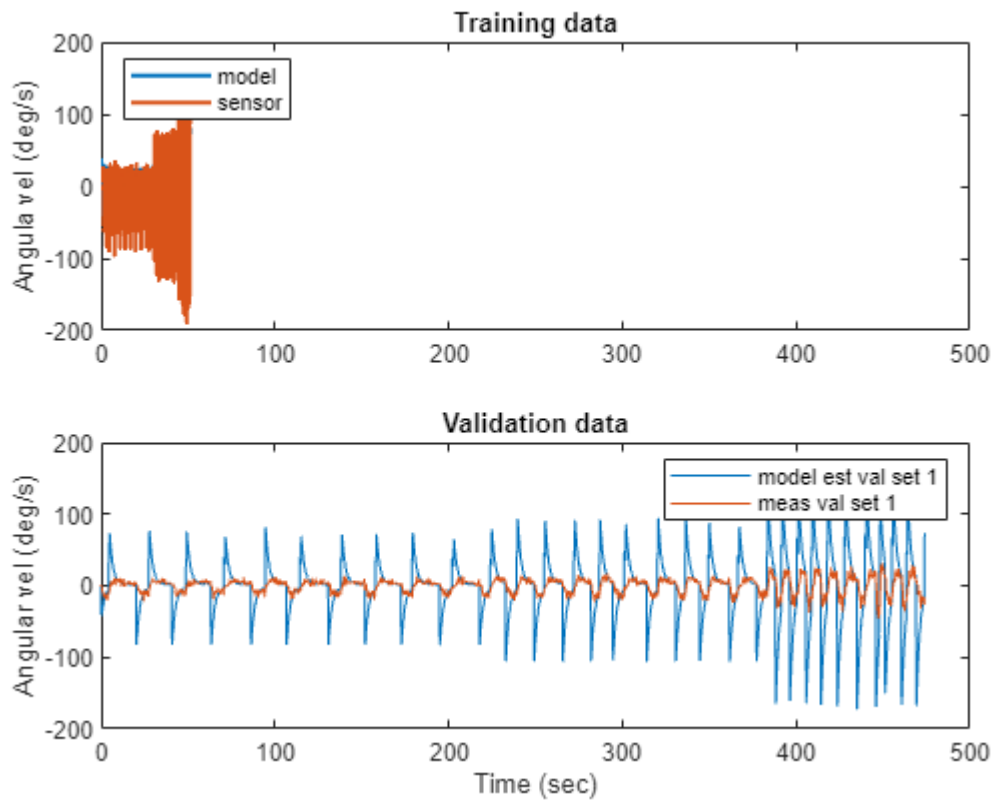 Training data
200
100
0
-100
-200
Angula vel (deg/s)
model
sensor
0 100 200 300 400 500
Validation data
200
100
0
-100
-200
Angular vel (deg/s)
model est val set 1
meas val set 1
0 100 200 300 400 500
Time (sec)